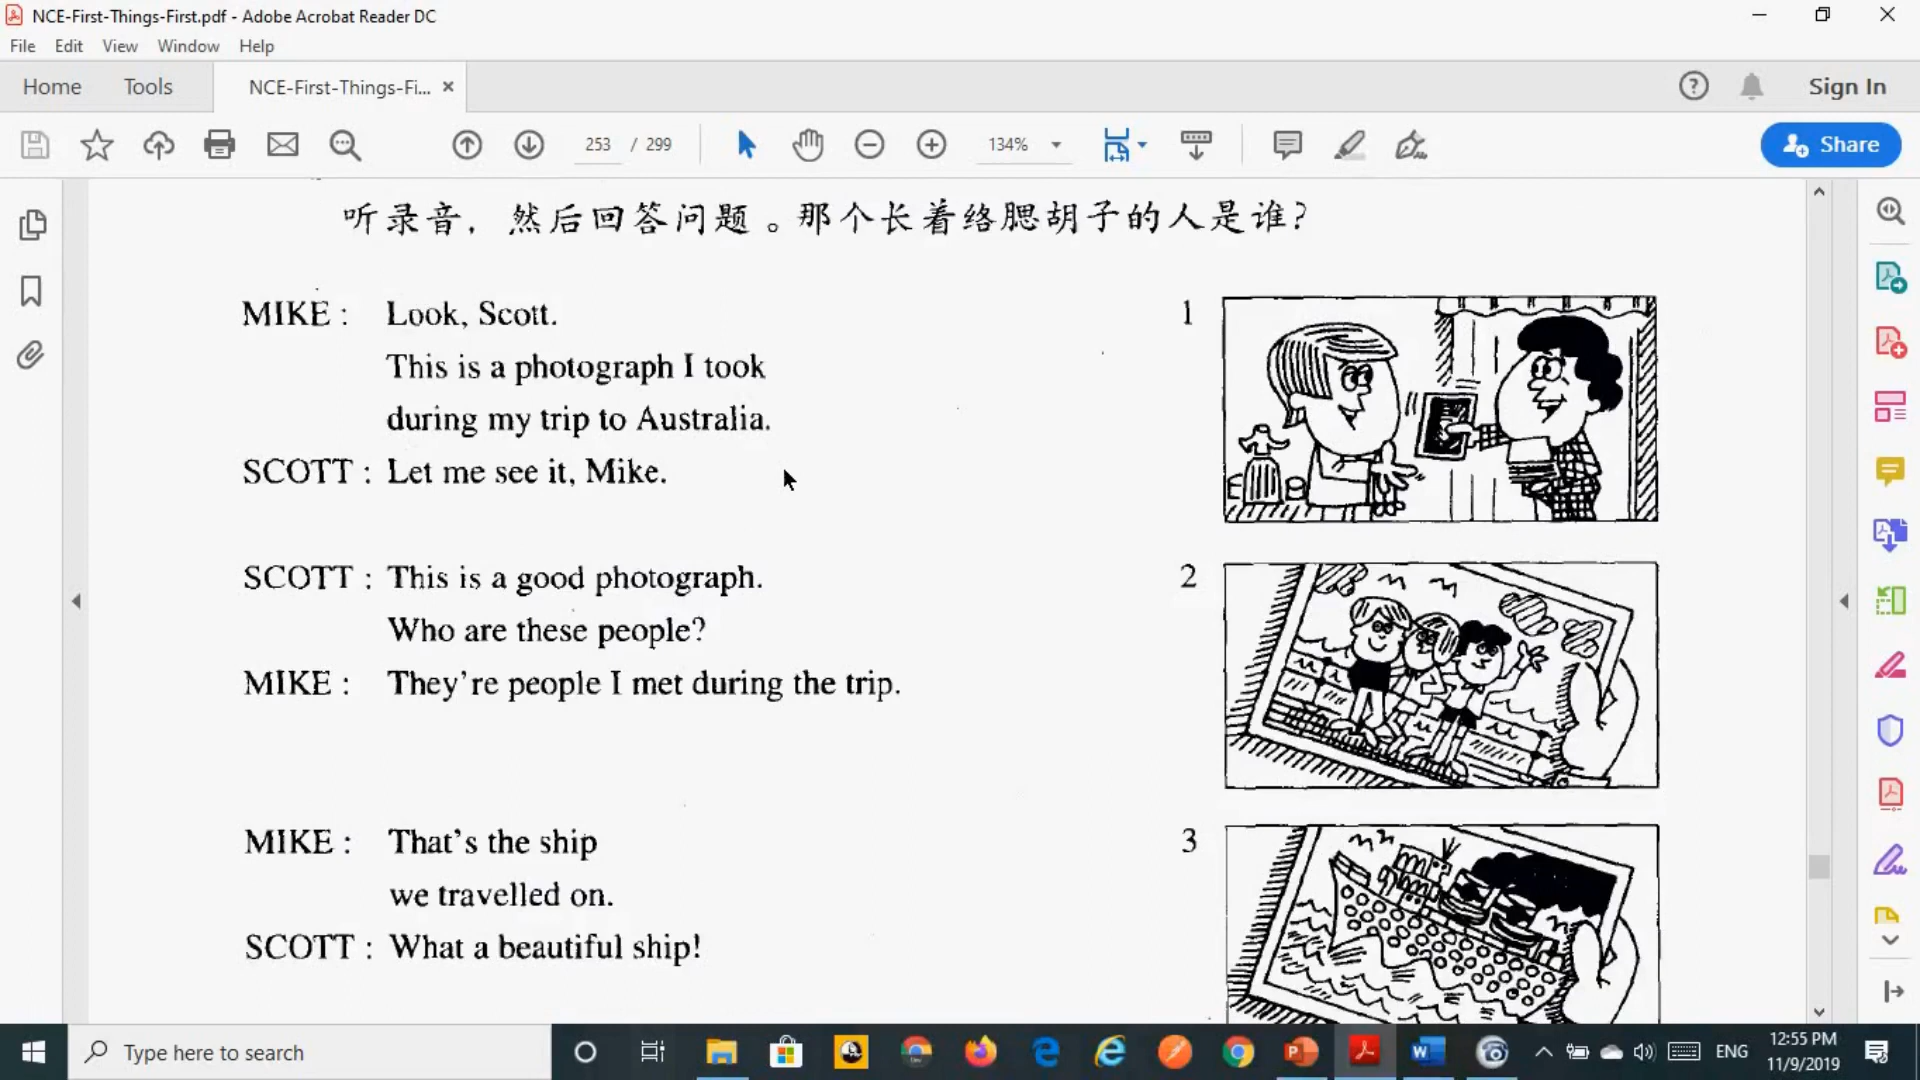 NCE-First-Things-First.pdf - Adobe Acrobat Reader DC
File Edit View Window Help
Home Tools NCE-First-Things-Fi... × Sign In
253 / 299 134% Share
听录音，然后回答问题。那个长着络腮胡子的人是谁?
MIKE : Look, Scott. 1
This is a photograph I took
during my trip to Australia.
SCOTT : Let me see it, Mike.
SCOTT : This is a good photograph. 2
Who are these people?
MIKE : They're people I met during the trip.
MIKE : That's the ship 3
we travelled on.
SCOTT : What a beautiful ship!
Type here to search ENG 12:55 PM
11/9/2019